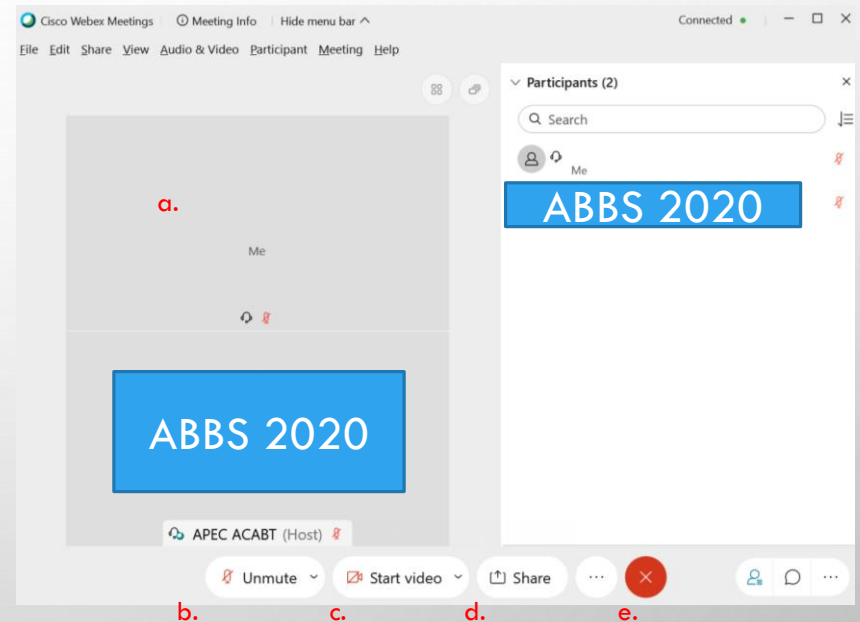 Cisco Webex Meetings Meeting Info Hide menu bar Connected
File Edit Share View Audio & Video Participant Meeting Help
Participants (2)
Search
Me
ABBS 2020
a.
Me
ABBS 2020
APEC ACABT (Host)
Unmute Start video Share
b. c. d. e.